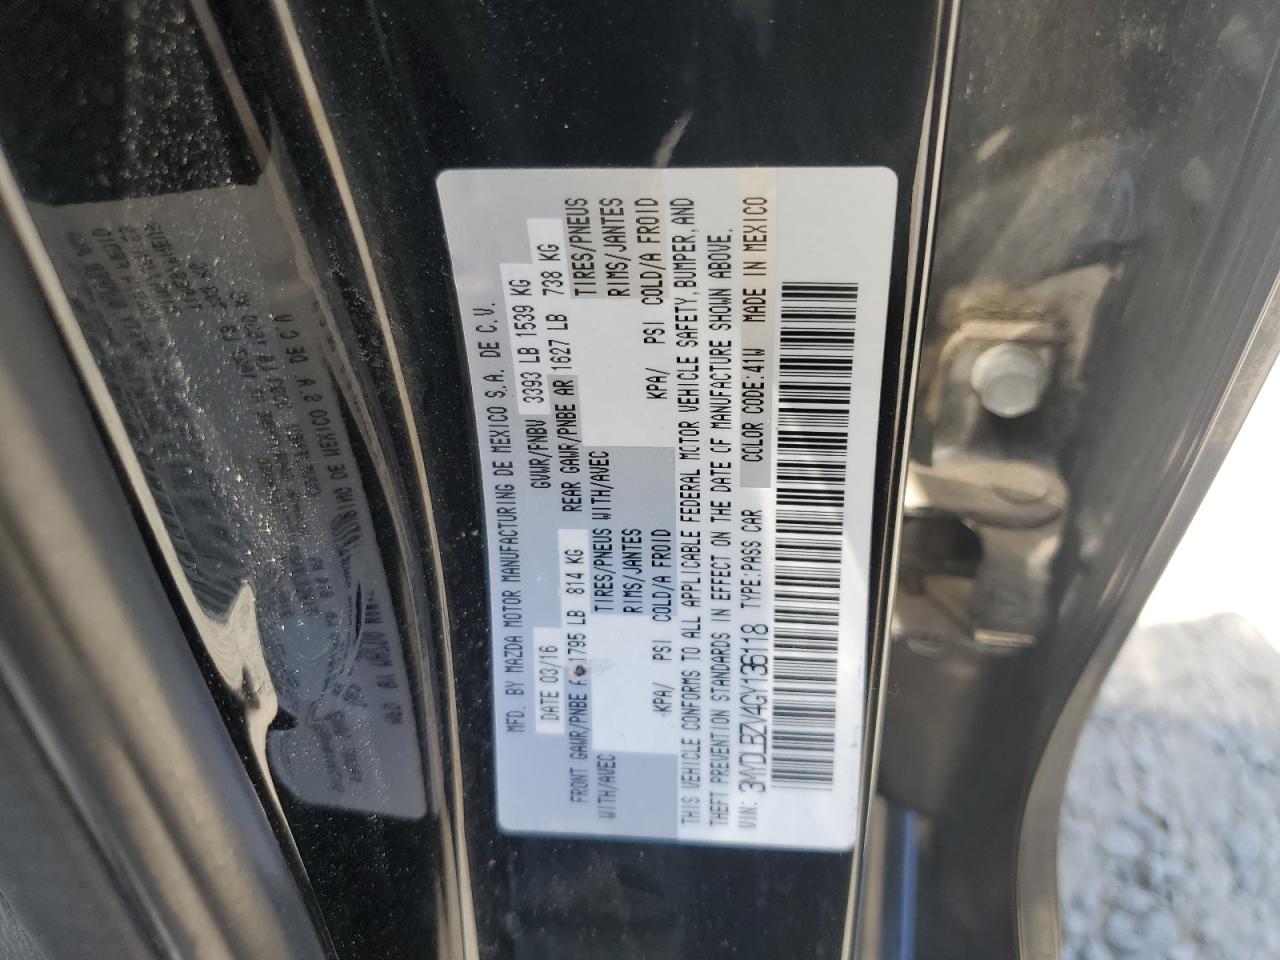 MFD. BY MAZDA MOTOR MANUFACTURING DE MEXICO S.A. DE C.V.
DATE 03/16 GVWR/FNBV 3393 LB 1539 KG
FRONT GAWR/PNBE 1795 LB 814 KG REAR GAWR/PNBE AR 1627 LB 738 KG
WITH/AVEC TIRES/PNEUS WITH/AVEC TIRES/PNEUS
RIMS/JANTES RIMS/JANTES
KPA/ PSI COLD/A FROID KPA/ PSI COLD/A FROID
THIS VEHICLE CONFORMS TO ALL APPLICABLE FEDERAL MOTOR VEHICLE SAFETY, BUMPER, AND
THEFT PREVENTION STANDARDS IN EFFECT ON THE DATE OF MANUFACTURE SHOWN ABOVE.
VIN: 3MYDLBZV4GY136118 TYPE:PASS CAR COLOR CODE:41W MADE IN MEXICO